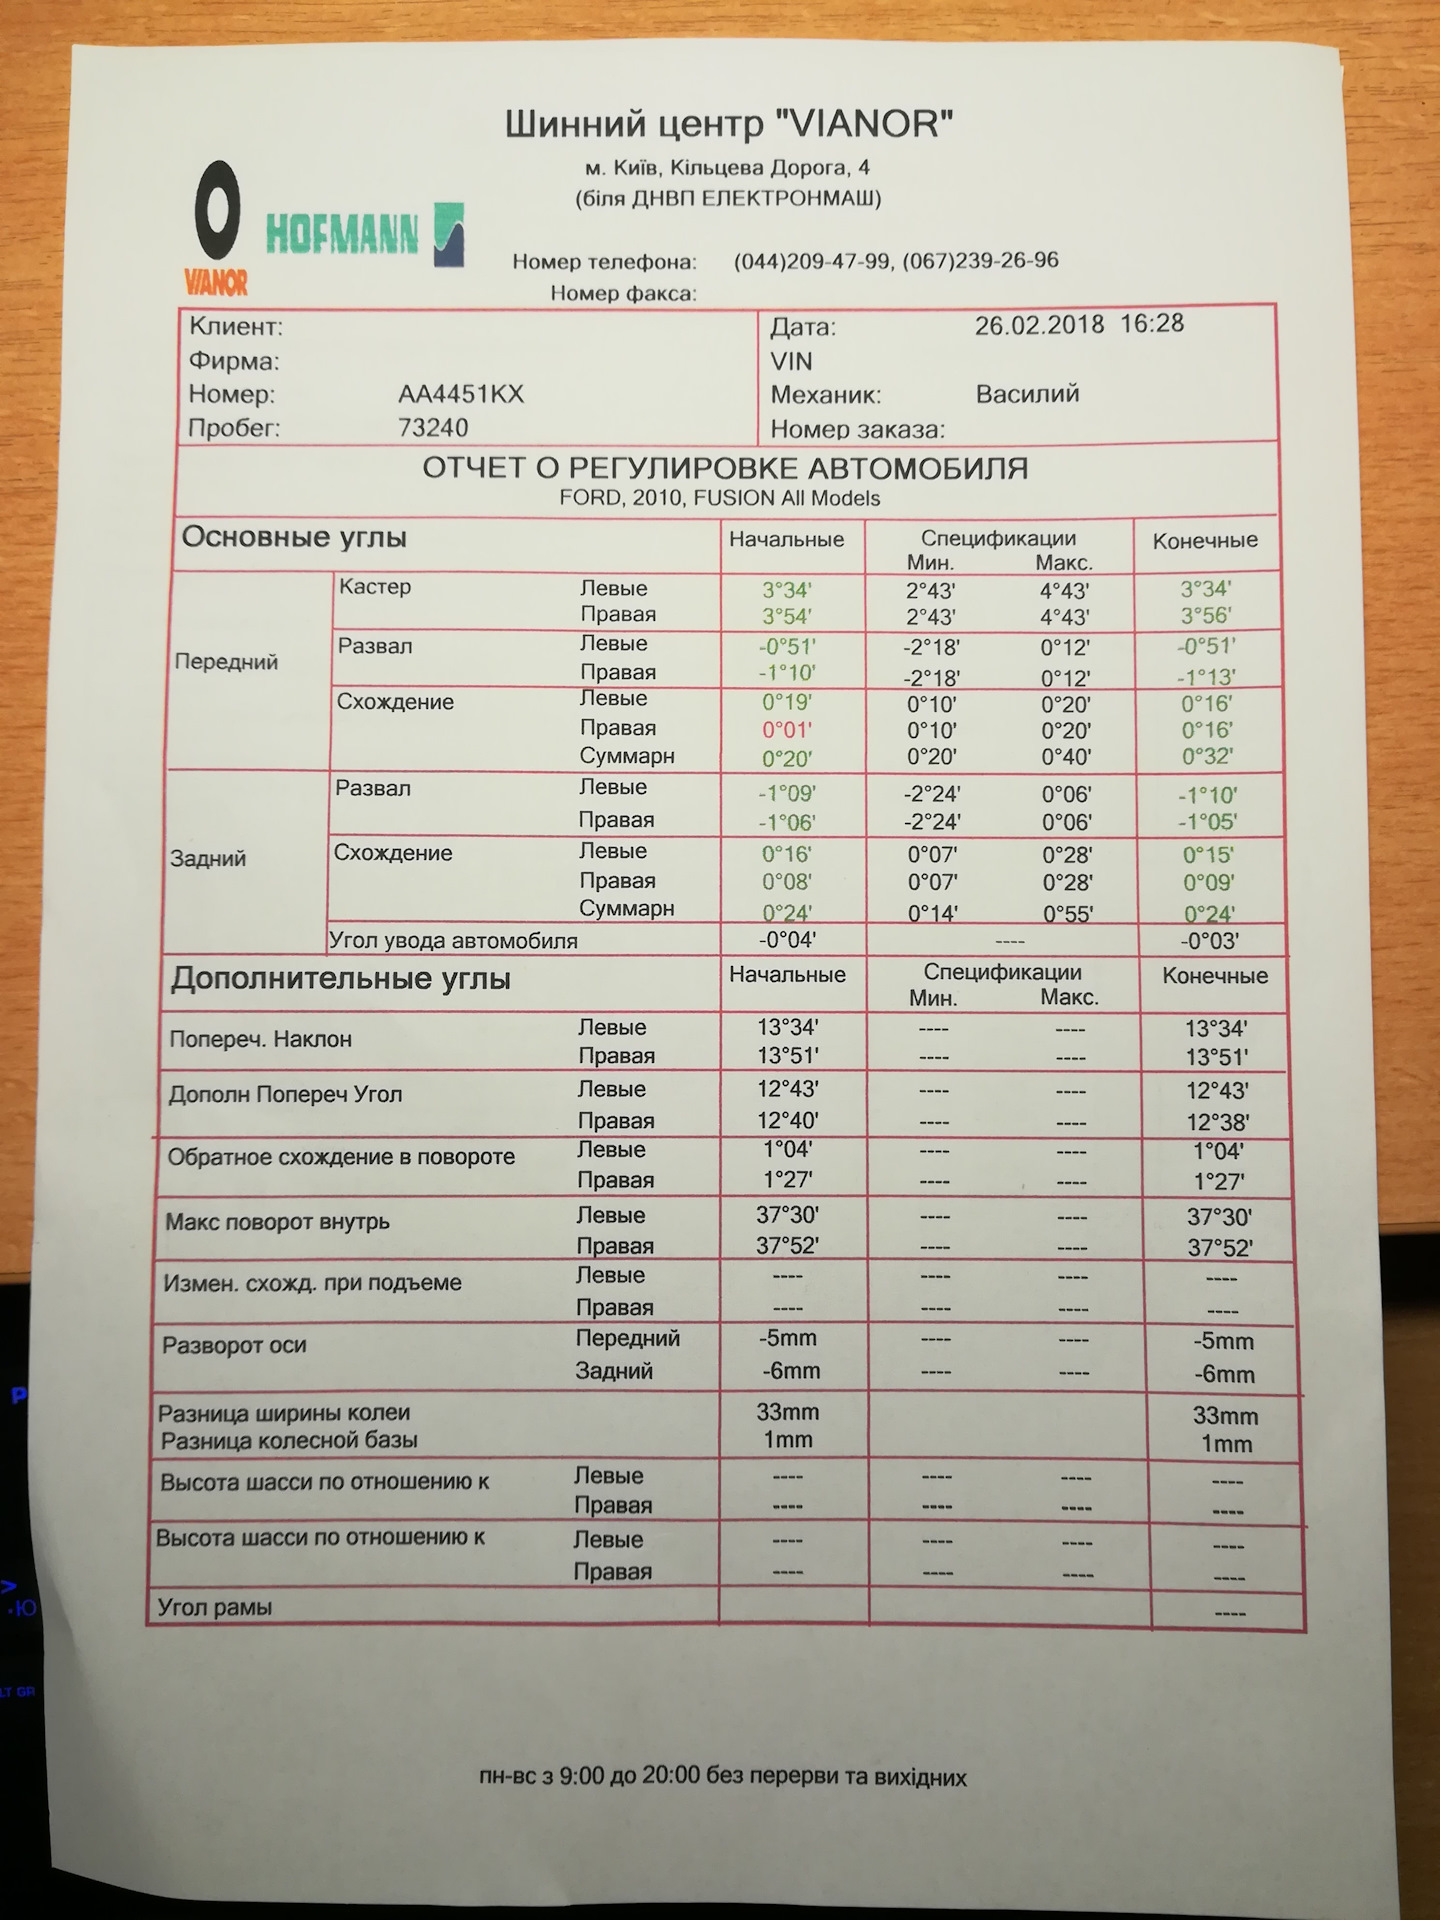 Шинний центр "VIANOR"
м. Київ, Кільцева Дорога, 4
(біля ДНВП ЕЛЕКТРОНМАШ)
VIANOR
HOFMANN
Номер телефона: (044)209-47-99, (067)239-26-96
Номер факса:
Клиент: Дата: 26.02.2018 16:28
Фирма: VIN
Номер: AA4451KX Механик: Василий
Пробег: 73240 Номер заказа:
ОТЧЕТ О РЕГУЛИРОВКЕ АВТОМОБИЛЯ
FORD, 2010, FUSION All Models
Основные углы Начальные Спецификации Конечные
Мин. Макс.
Передний
Кастер Левые 3°34' 2°43' 4°43' 3°34'
Правая 3°54' 2°43' 4°43' 3°56'
Развал Левые -0°51' -2°18' 0°12' -0°51'
Правая -1°10' -2°18' 0°12' -1°13'
Схождение Левые 0°19' 0°10' 0°20' 0°16'
Правая 0°01' 0°10' 0°20' 0°16'
Суммарн 0°20' 0°20' 0°40' 0°32'
Задний
Развал Левые -1°09' -2°24' 0°06' -1°10'
Правая -1°06' -2°24' 0°06' -1°05'
Схождение Левые 0°16' 0°07' 0°28' 0°15'
Правая 0°08' 0°07' 0°28' 0°09'
Суммарн 0°24' 0°14' 0°55' 0°24'
Угол увода автомобиля -0°04' ---- -0°03'
Дополнительные углы Начальные Спецификации Конечные
Мин. Макс.
Попереч. Наклон Левые 13°34' ---- ---- 13°34'
Правая 13°51' ---- ---- 13°51'
Дополн Попереч Угол Левые 12°43' ---- ---- 12°43'
Правая 12°40' ---- ---- 12°38'
Обратное схождение в повороте Левые 1°04' ---- ---- 1°04'
Правая 1°27' ---- ---- 1°27'
Макс поворот внутрь Левые 37°30' ---- ---- 37°30'
Правая 37°52' ---- ---- 37°52'
Измен. схожд. при подъеме Левые ---- ---- ---- ----
Правая ---- ---- ---- ----
Разворот оси Передний -5mm ---- ---- -5mm
Задний -6mm ---- ---- -6mm
Разница ширины колеи 33mm 33mm
Разница колесной базы 1mm 1mm
Высота шасси по отношению к Левые ---- ---- ---- ----
Правая ---- ---- ---- ----
Высота шасси по отношению к Левые ---- ---- ---- ----
Правая ---- ---- ---- ----
Угол рамы ----
пн-вс з 9:00 до 20:00 без перерви та вихідних